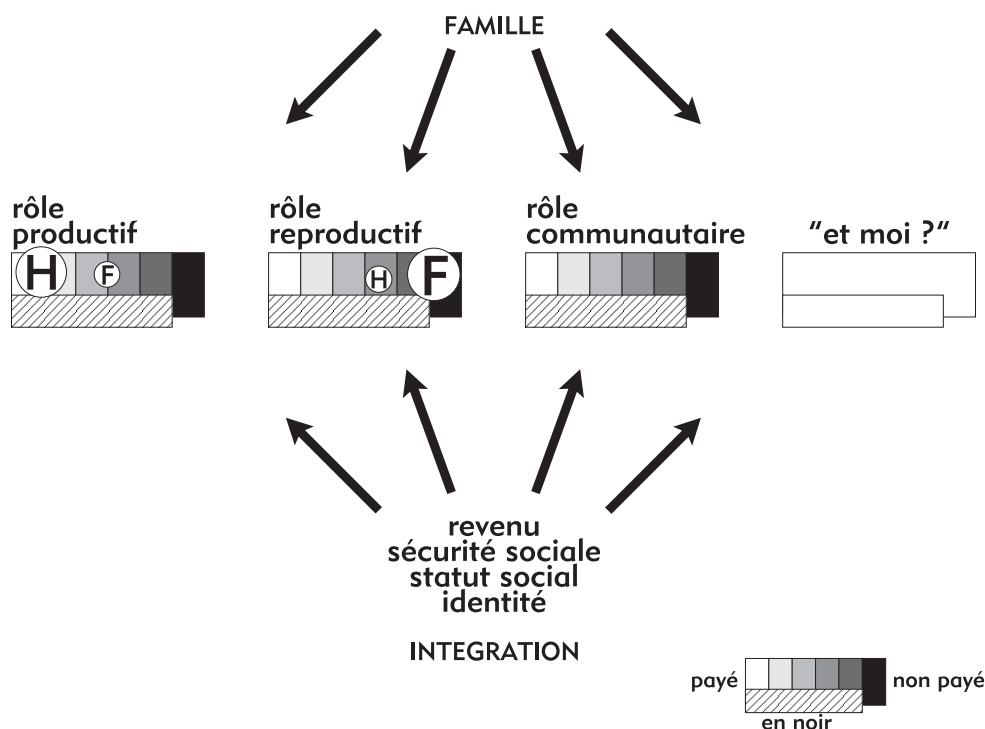 FAMILLE
rôle
productif
H
F
rôle
reproductif
H
F
rôle
communautaire
"et moi ?"
revenu
sécurité sociale
statut social
identité
INTEGRATION
payé
non payé
en noir